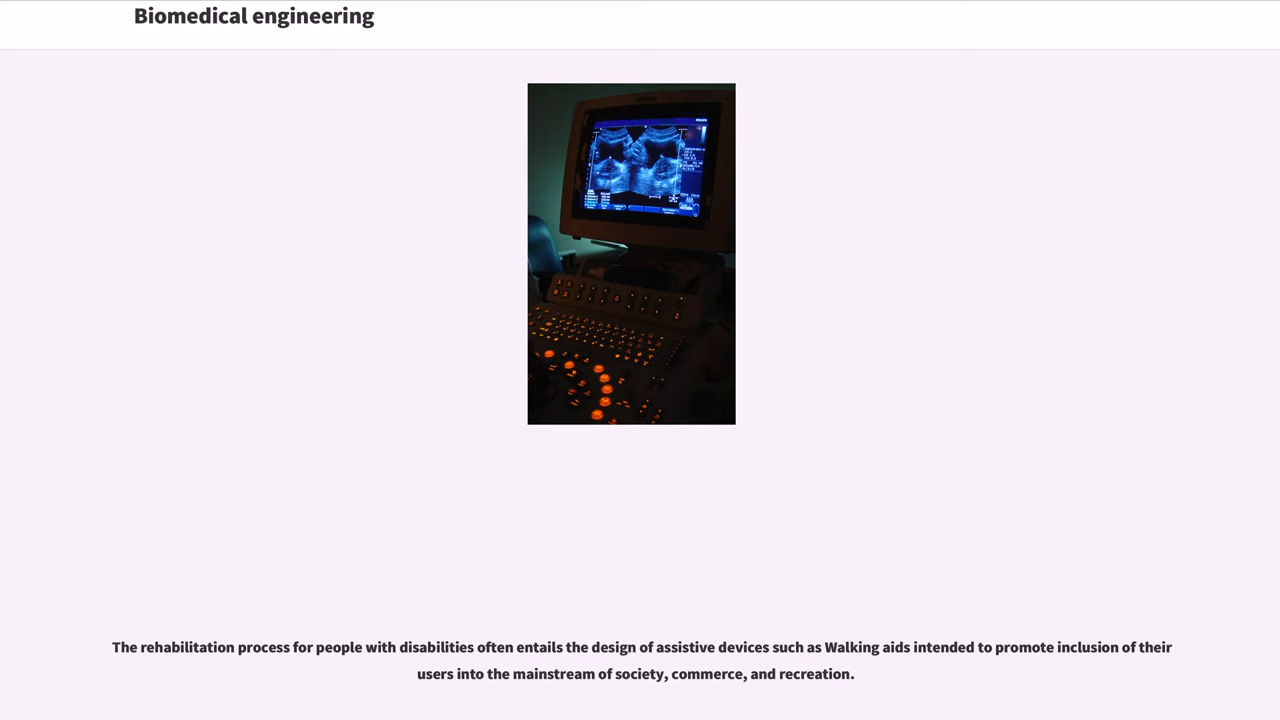 Biomedical engineering
The rehabilitation process for people with disabilities often entails the design of assistive devices such as Walking aids intended to promote inclusion of their
users into the mainstream of society, commerce, and recreation.